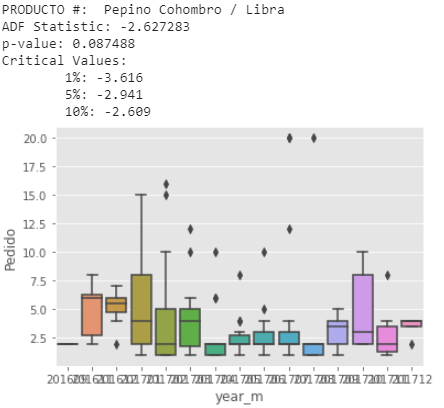 PRODUCTO #:  Pepino Cohombro / Libra
ADF Statistic: -2.627283
p-value: 0.087488
Critical Values:
1%: -3.616
5%: -2.941
10%: -2.609
20.0
17.5
15.0
12.5
10.0
7.5
5.0
2.5
Pedido
year_m